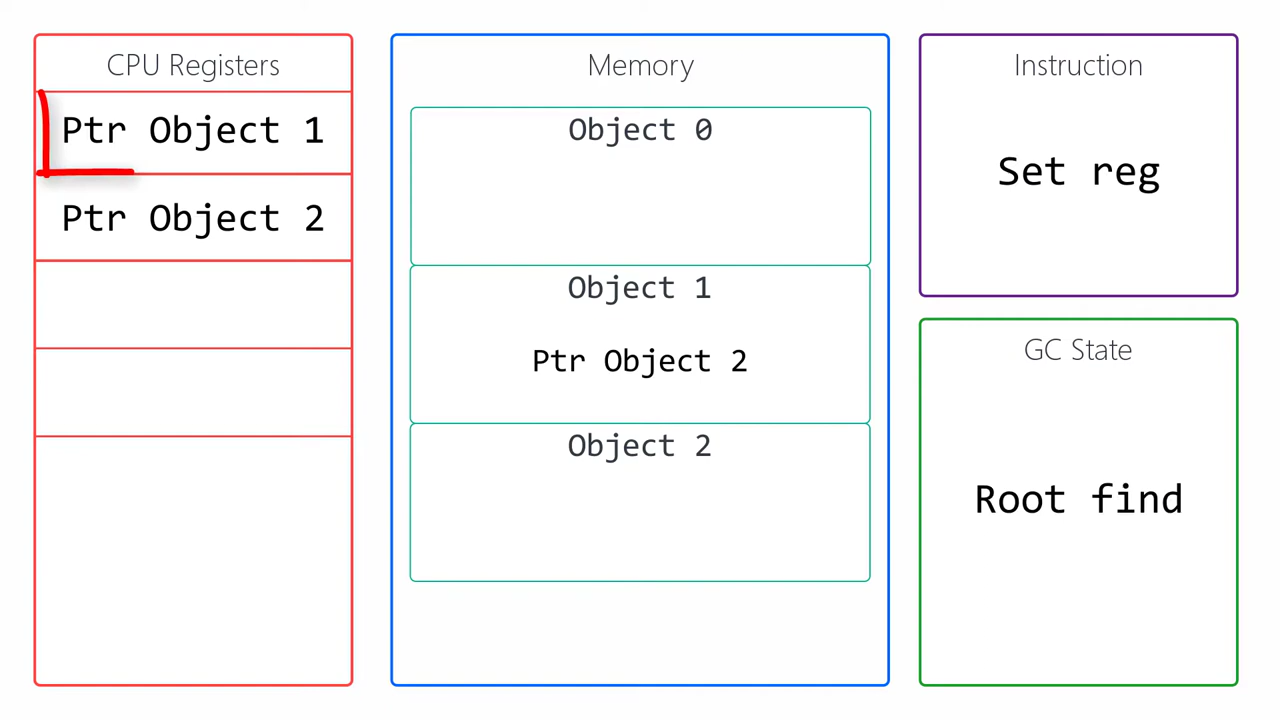 CPU Registers
Ptr Object 1
Ptr Object 2
Memory
Object 0
Object 1
Ptr Object 2
Object 2
Instruction
Set reg
GC State
Root find